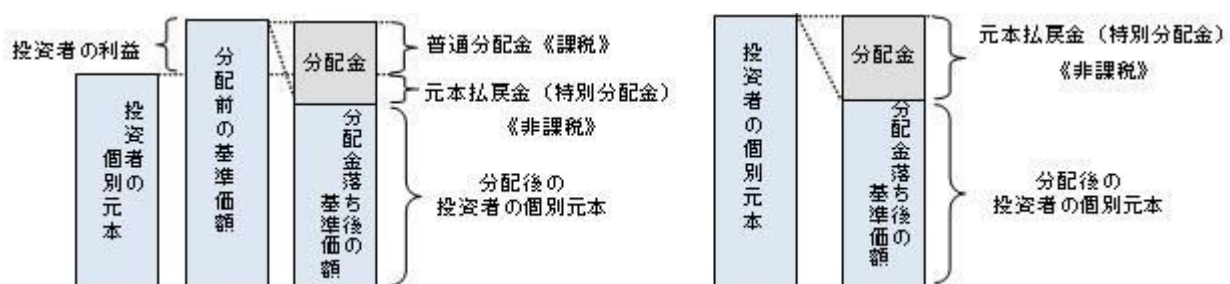 投資者の利益
投資者の
個別元本
分配前の基準価額
分配金
分配金落ち後の
基準価額
普通分配金《課税》
元本払戻金（特別分配金）
《非課税》
分配後の
投資者の個別元本
投資者の個別元本
分配金
分配金落ち後の
基準価額
元本払戻金（特別分配金）
《非課税》
分配後の
投資者の個別元本